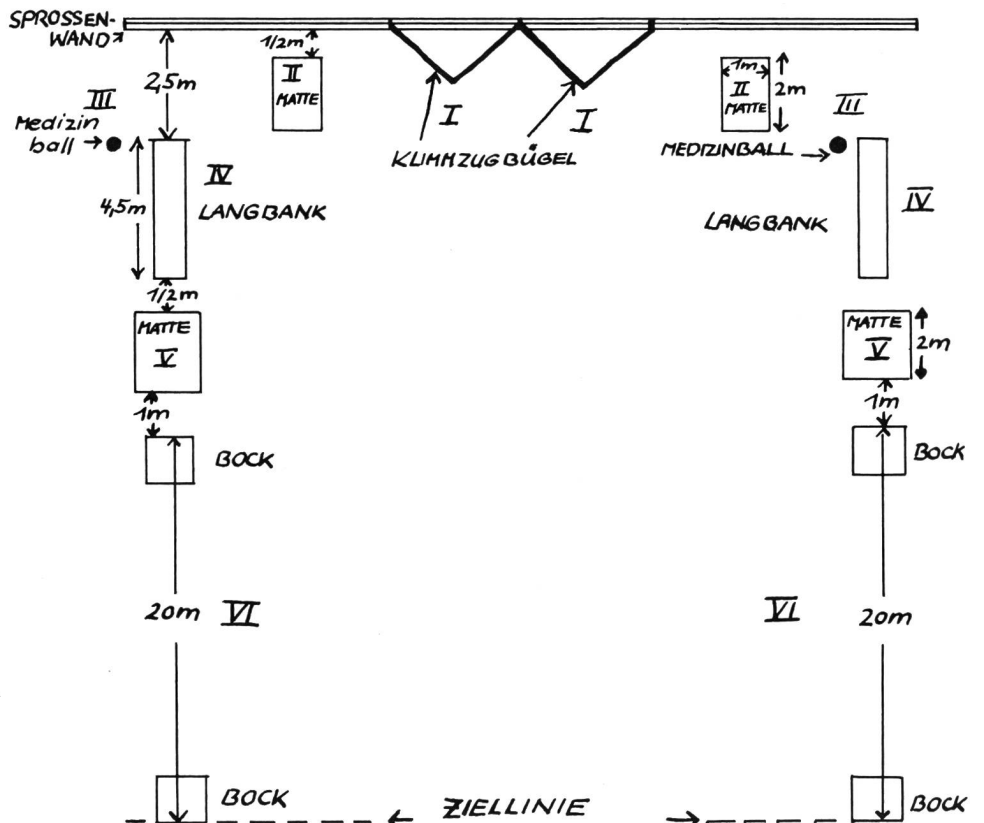 SPROSSEN-
WAND
1/2m
2,5m
II
MATTE
I
I
KLIMMZUGBÜGEL
1m
II
MATTE
2m
III
Medizin
ball
III
MEDIZINBALL
IV
LANGBANK
4,5m
LANGBANK
IV
1/2m
MATTE
V
MATTE
V
2m
1m
BOCK
1m
BOCK
20m
VI
VI
20m
BOCK
ZIELLINIE
BOCK